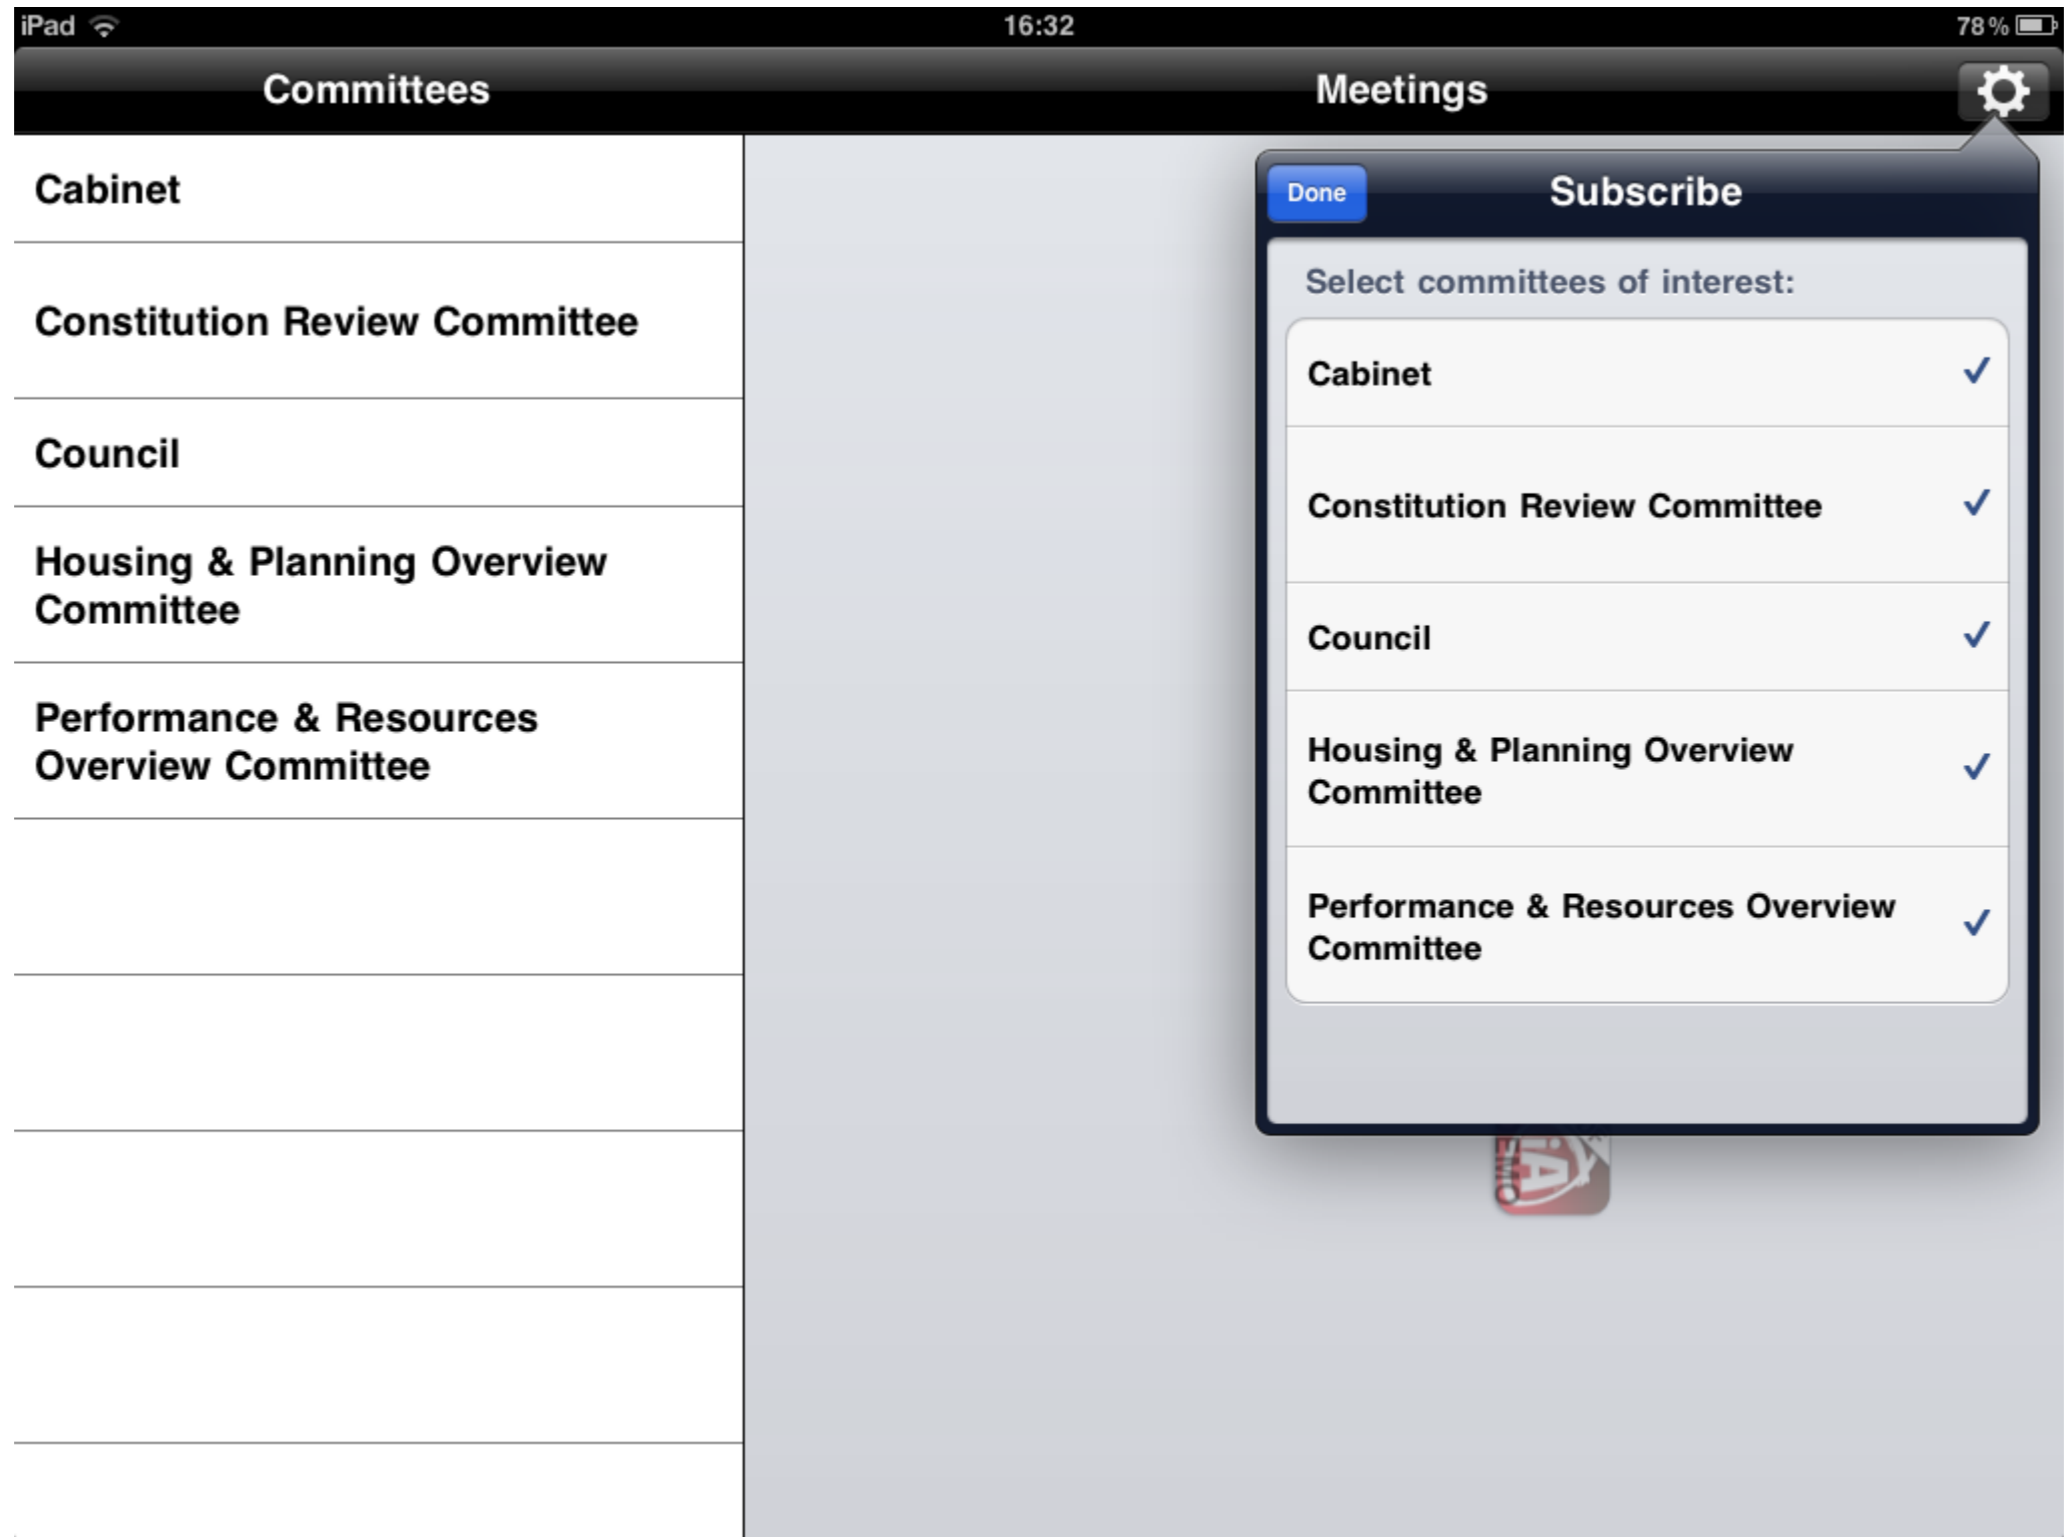 iPad 16:32 78%
Committees Meetings
Cabinet
Constitution Review Committee
Council
Housing & Planning Overview
Committee
Performance & Resources
Overview Committee
Done Subscribe
Select committees of interest:
Cabinet
Constitution Review Committee
Council
Housing & Planning Overview
Committee
Performance & Resources Overview
Committee
iA